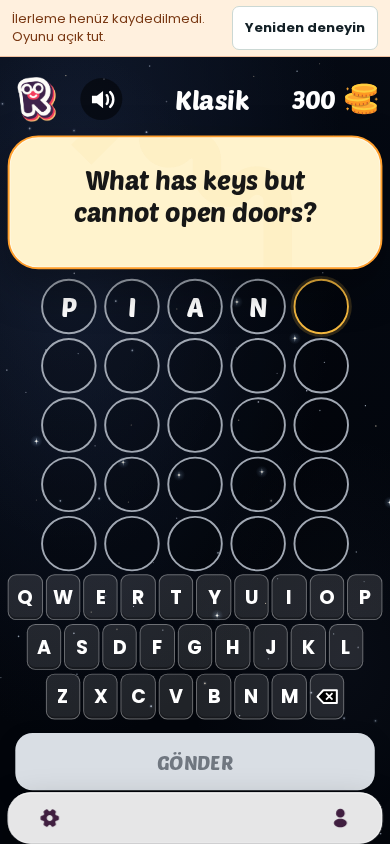 İlerleme henüz kaydedilmedi.
Oyunu açık tut.
Yeniden deneyin
R
Klasik
300
What has keys but
cannot open doors?
P I A N
Q W E R T Y U I O P
A S D F G H J K L
Z X C V B N M
GÖNDER